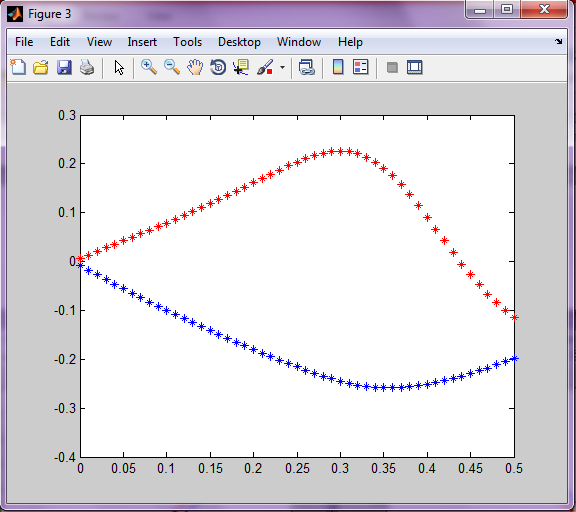 Figure 3
File Edit View Insert Tools Desktop Window Help
0.3
0.2
0.1
0
-0.1
-0.2
-0.3
-0.4
0 0.05 0.1 0.15 0.2 0.25 0.3 0.35 0.4 0.45 0.5